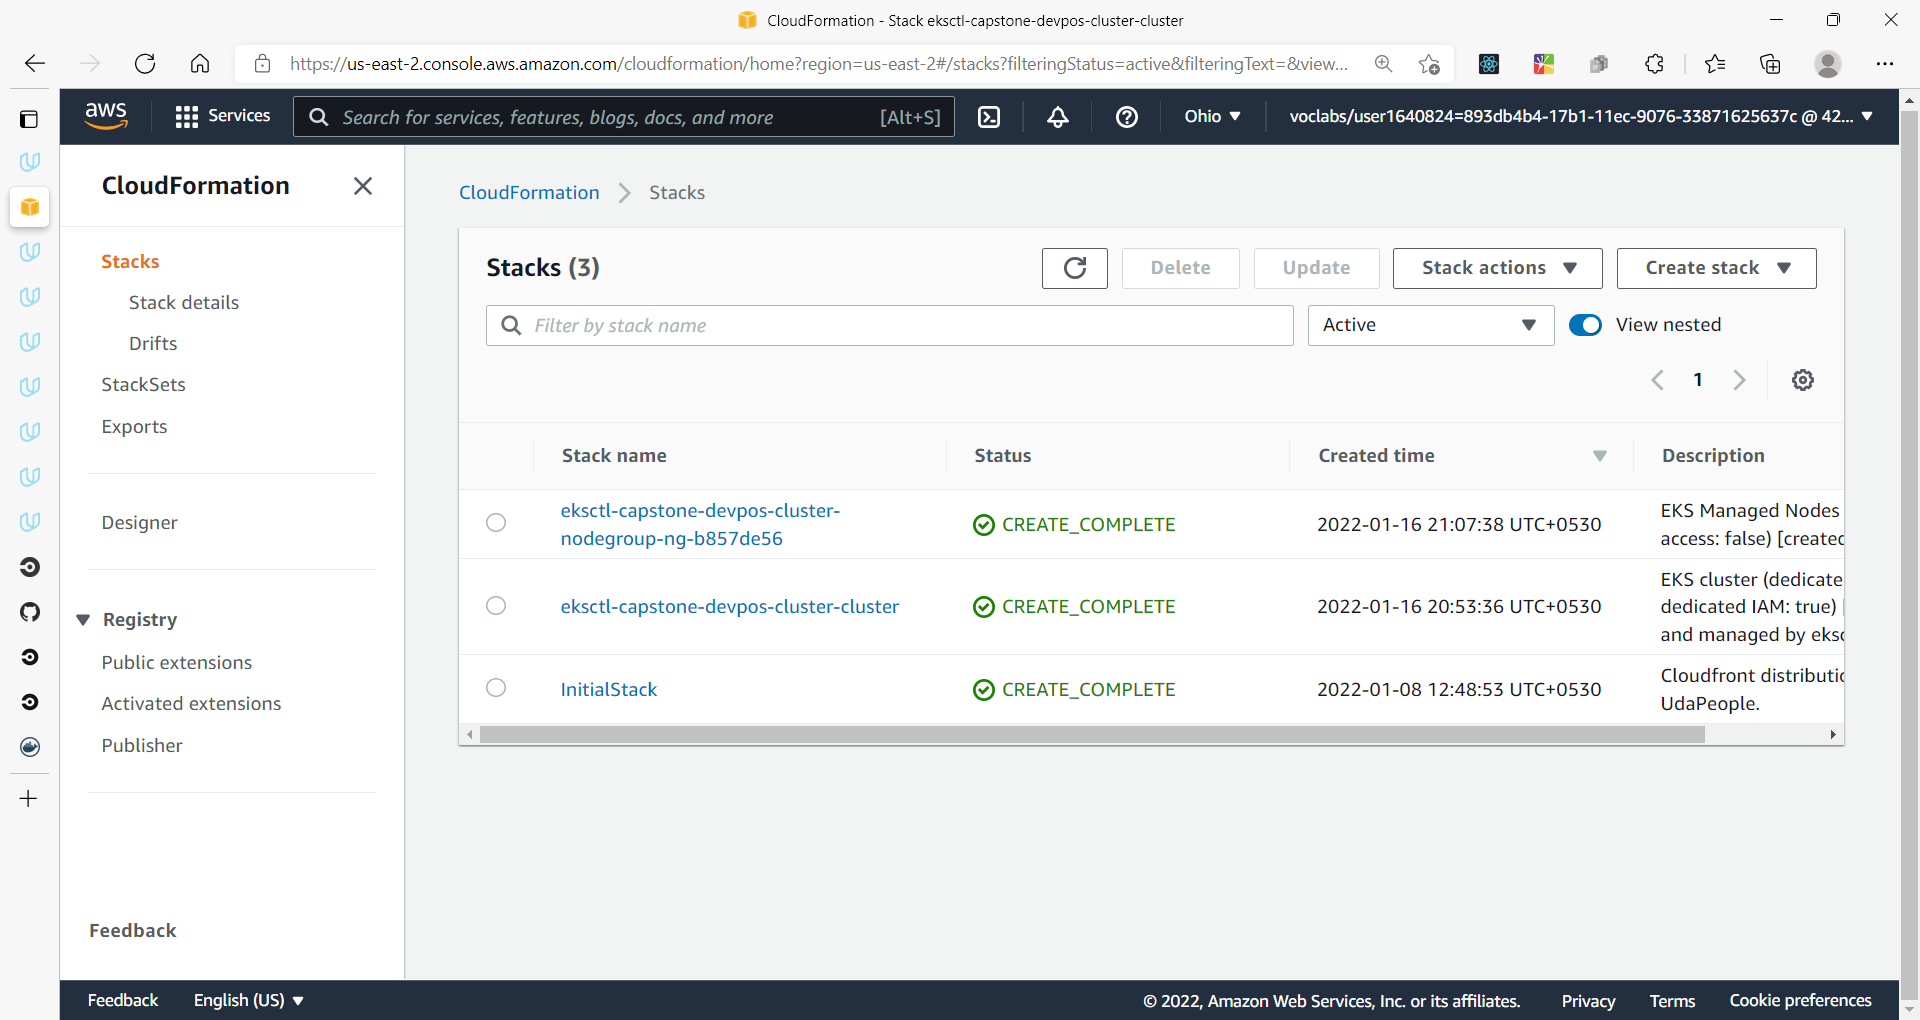 CloudFormation - Stack eksctl-capstone-devpos-cluster-cluster
https://us-east-2.console.aws.amazon.com/cloudformation/home?region=us-east-2#/stacks?filteringStatus=active&filteringText=&view...
aws
Services
Search for services, features, blogs, docs, and more
[Alt+S]
Ohio
voclabs/user1640824=893db4b4-17b1-11ec-9076-33871625637c @ 42...
CloudFormation
Stacks
Stack details
Drifts
StackSets
Exports
Designer
Registry
Public extensions
Activated extensions
Publisher
Feedback
CloudFormation
Stacks
Stacks (3)
Delete
Update
Stack actions
Create stack
Filter by stack name
Active
View nested
1
Stack name
Status
Created time
Description
eksctl-capstone-devpos-cluster-
nodegroup-ng-b857de56
CREATE_COMPLETE
2022-01-16 21:07:38 UTC+0530
EKS Managed Nodes
access: false) [created
eksctl-capstone-devpos-cluster-cluster
CREATE_COMPLETE
2022-01-16 20:53:36 UTC+0530
EKS cluster (dedicate
dedicated IAM: true)
and managed by eksc
InitialStack
CREATE_COMPLETE
2022-01-08 12:48:53 UTC+0530
Cloudfront distributic
UdaPeople.
Feedback
English (US)
© 2022, Amazon Web Services, Inc. or its affiliates.
Privacy
Terms
Cookie preferences